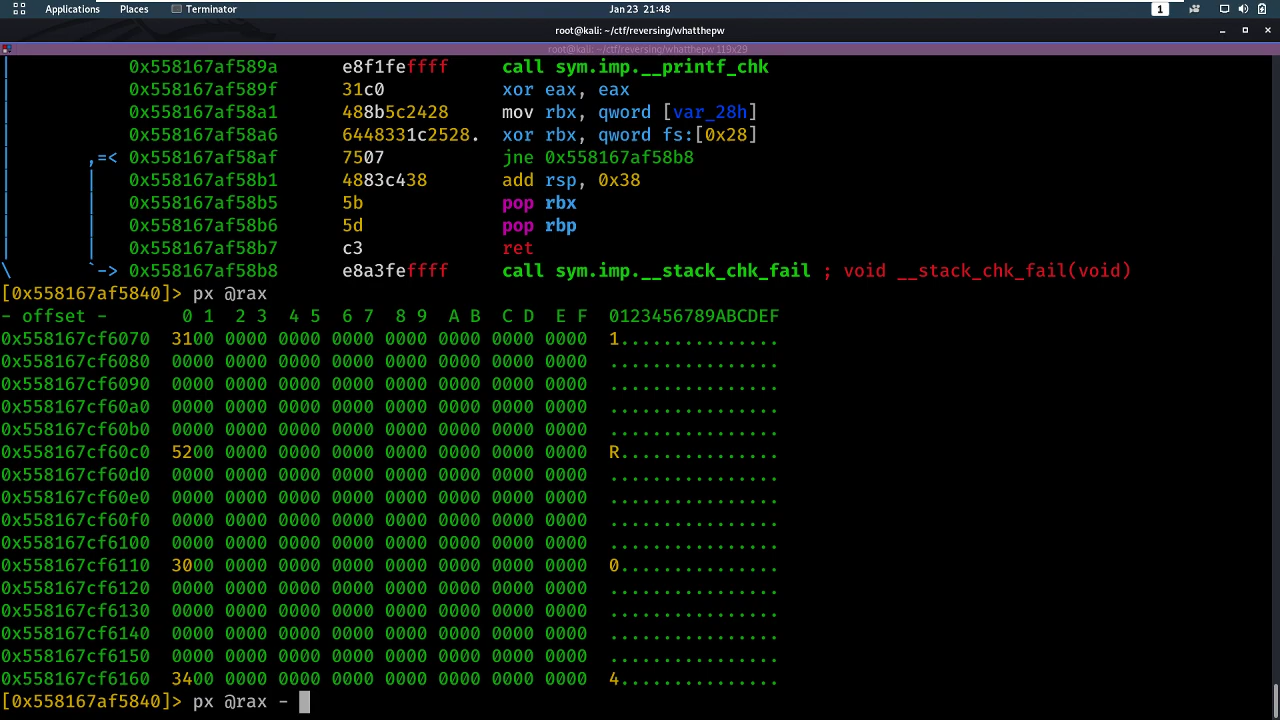 Applications Places Terminator Jan 23 21:48 1
root@kali: ~/ctf/reversing/whatthepw
root@kali: ~/ctf/reversing/whatthepw 119x29
| 0x558167af589a e8f1feffff call sym.imp.__printf_chk
| 0x558167af589f 31c0 xor eax, eax
| 0x558167af58a1 488b5c2428 mov rbx, qword [var_28h]
| 0x558167af58a6 6448331c2528. xor rbx, qword fs:[0x28]
| ,=< 0x558167af58af 7507 jne 0x558167af58b8
| | 0x558167af58b1 4883c438 add rsp, 0x38
| | 0x558167af58b5 5b pop rbx
| | 0x558167af58b6 5d pop rbp
| | 0x558167af58b7 c3 ret
\ `-> 0x558167af58b8 e8a3feffff call sym.imp.__stack_chk_fail ; void __stack_chk_fail(void)
[0x558167af5840]> px @rax
- offset - 0 1 2 3 4 5 6 7 8 9 A B C D E F 0123456789ABCDEF
0x558167cf6070 3100 0000 0000 0000 0000 0000 0000 0000 1...............
0x558167cf6080 0000 0000 0000 0000 0000 0000 0000 0000 ................
0x558167cf6090 0000 0000 0000 0000 0000 0000 0000 0000 ................
0x558167cf60a0 0000 0000 0000 0000 0000 0000 0000 0000 ................
0x558167cf60b0 0000 0000 0000 0000 0000 0000 0000 0000 ................
0x558167cf60c0 5200 0000 0000 0000 0000 0000 0000 0000 R...............
0x558167cf60d0 0000 0000 0000 0000 0000 0000 0000 0000 ................
0x558167cf60e0 0000 0000 0000 0000 0000 0000 0000 0000 ................
0x558167cf60f0 0000 0000 0000 0000 0000 0000 0000 0000 ................
0x558167cf6100 0000 0000 0000 0000 0000 0000 0000 0000 ................
0x558167cf6110 3000 0000 0000 0000 0000 0000 0000 0000 0...............
0x558167cf6120 0000 0000 0000 0000 0000 0000 0000 0000 ................
0x558167cf6130 0000 0000 0000 0000 0000 0000 0000 0000 ................
0x558167cf6140 0000 0000 0000 0000 0000 0000 0000 0000 ................
0x558167cf6150 0000 0000 0000 0000 0000 0000 0000 0000 ................
0x558167cf6160 3400 0000 0000 0000 0000 0000 0000 0000 4...............
[0x558167af5840]> px @rax -